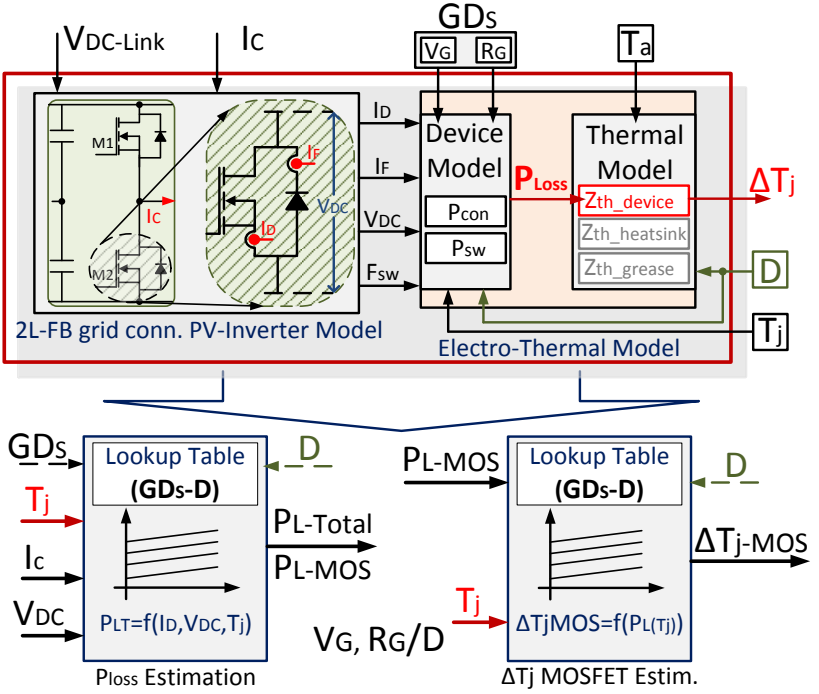 GDS
VDC-Link
IC
VG
RG
Ta
M1
IC
M2
IF
VDC
ID
ID
IF
VDC
FSW
Device
Model
Pcon
Psw
PLoss
Thermal
Model
Zth_device
Zth_heatsink
Zth_grease
ΔTj
D
Tj
2L-FB grid conn. PV-Inverter Model
Electro-Thermal Model
GDS
Tj
IC
VDC
Lookup Table
(GDS-D)
PLT=f(ID,VDC,Tj)
D
PL-Total
PL-MOS
Ploss Estimation
PL-MOS
Tj
VG, RG/D
Lookup Table
(GDS-D)
ΔTjMOS=f(PL(Tj))
D
ΔTj-MOS
ΔTj MOSFET Estim.